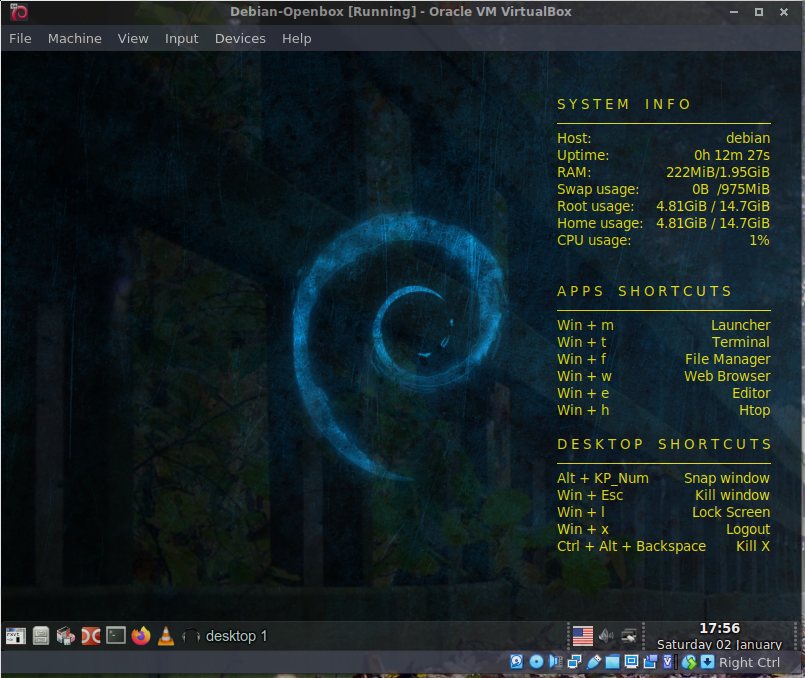 Debian-Openbox [Running] - Oracle VM VirtualBox
File Machine View Input Devices Help
SYSTEM INFO
Host: debian
Uptime: 0h 12m 27s
RAM: 222MiB/1.95GiB
Swap usage: 0B /975MiB
Root usage: 4.81GiB / 14.7GiB
Home usage: 4.81GiB / 14.7GiB
CPU usage: 1%
APPS SHORTCUTS
Win + m Launcher
Win + t Terminal
Win + f File Manager
Win + w Web Browser
Win + e Editor
Win + h Htop
DESKTOP SHORTCUTS
Alt + KP_Num Snap window
Win + Esc Kill window
Win + l Lock Screen
Win + x Logout
Ctrl + Alt + Backspace Kill X
desktop 1
17:56
Saturday 02 January
Right Ctrl